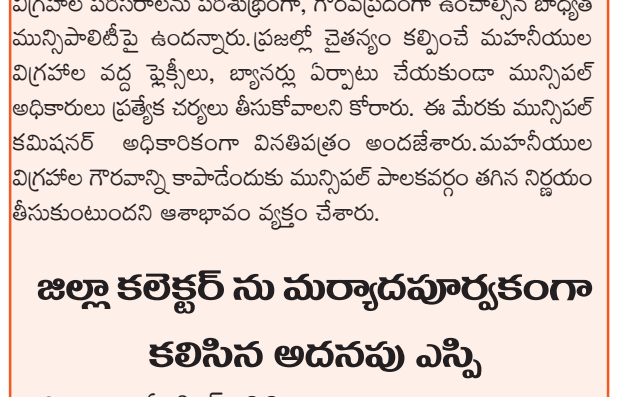 విగ్రహాల పరిసరాలను పరిశుభ్రంగా, గౌరవప్రదంగా ఉంచాల్సిన బాధ్యత
మున్సిపాలిటీపై ఉందన్నారు.ప్రజల్లో చైతన్యం కల్పించే మహనీయుల
విగ్రహాల వద్ద ఫ్లెక్సీలు, బ్యానర్లు ఏర్పాటు చేయకుండా మున్సిపల్
అధికారులు ప్రత్యేక చర్యలు తీసుకోవాలని కోరారు. ఈ మేరకు మున్సిపల్
కమిషనర్ అధికారికంగా వినతిపత్రం అందజేశారు.మహనీయుల
విగ్రహాల గౌరవాన్ని కాపాడేందుకు మున్సిపల్ పాలకవర్గం తగిన నిర్ణయం
తీసుకుంటుందని ఆశాభావం వ్యక్తం చేశారు.
జిల్లా కలెక్టర్ ను మర్యాదపూర్వకంగా
కలిసిన అదనపు ఎస్పి